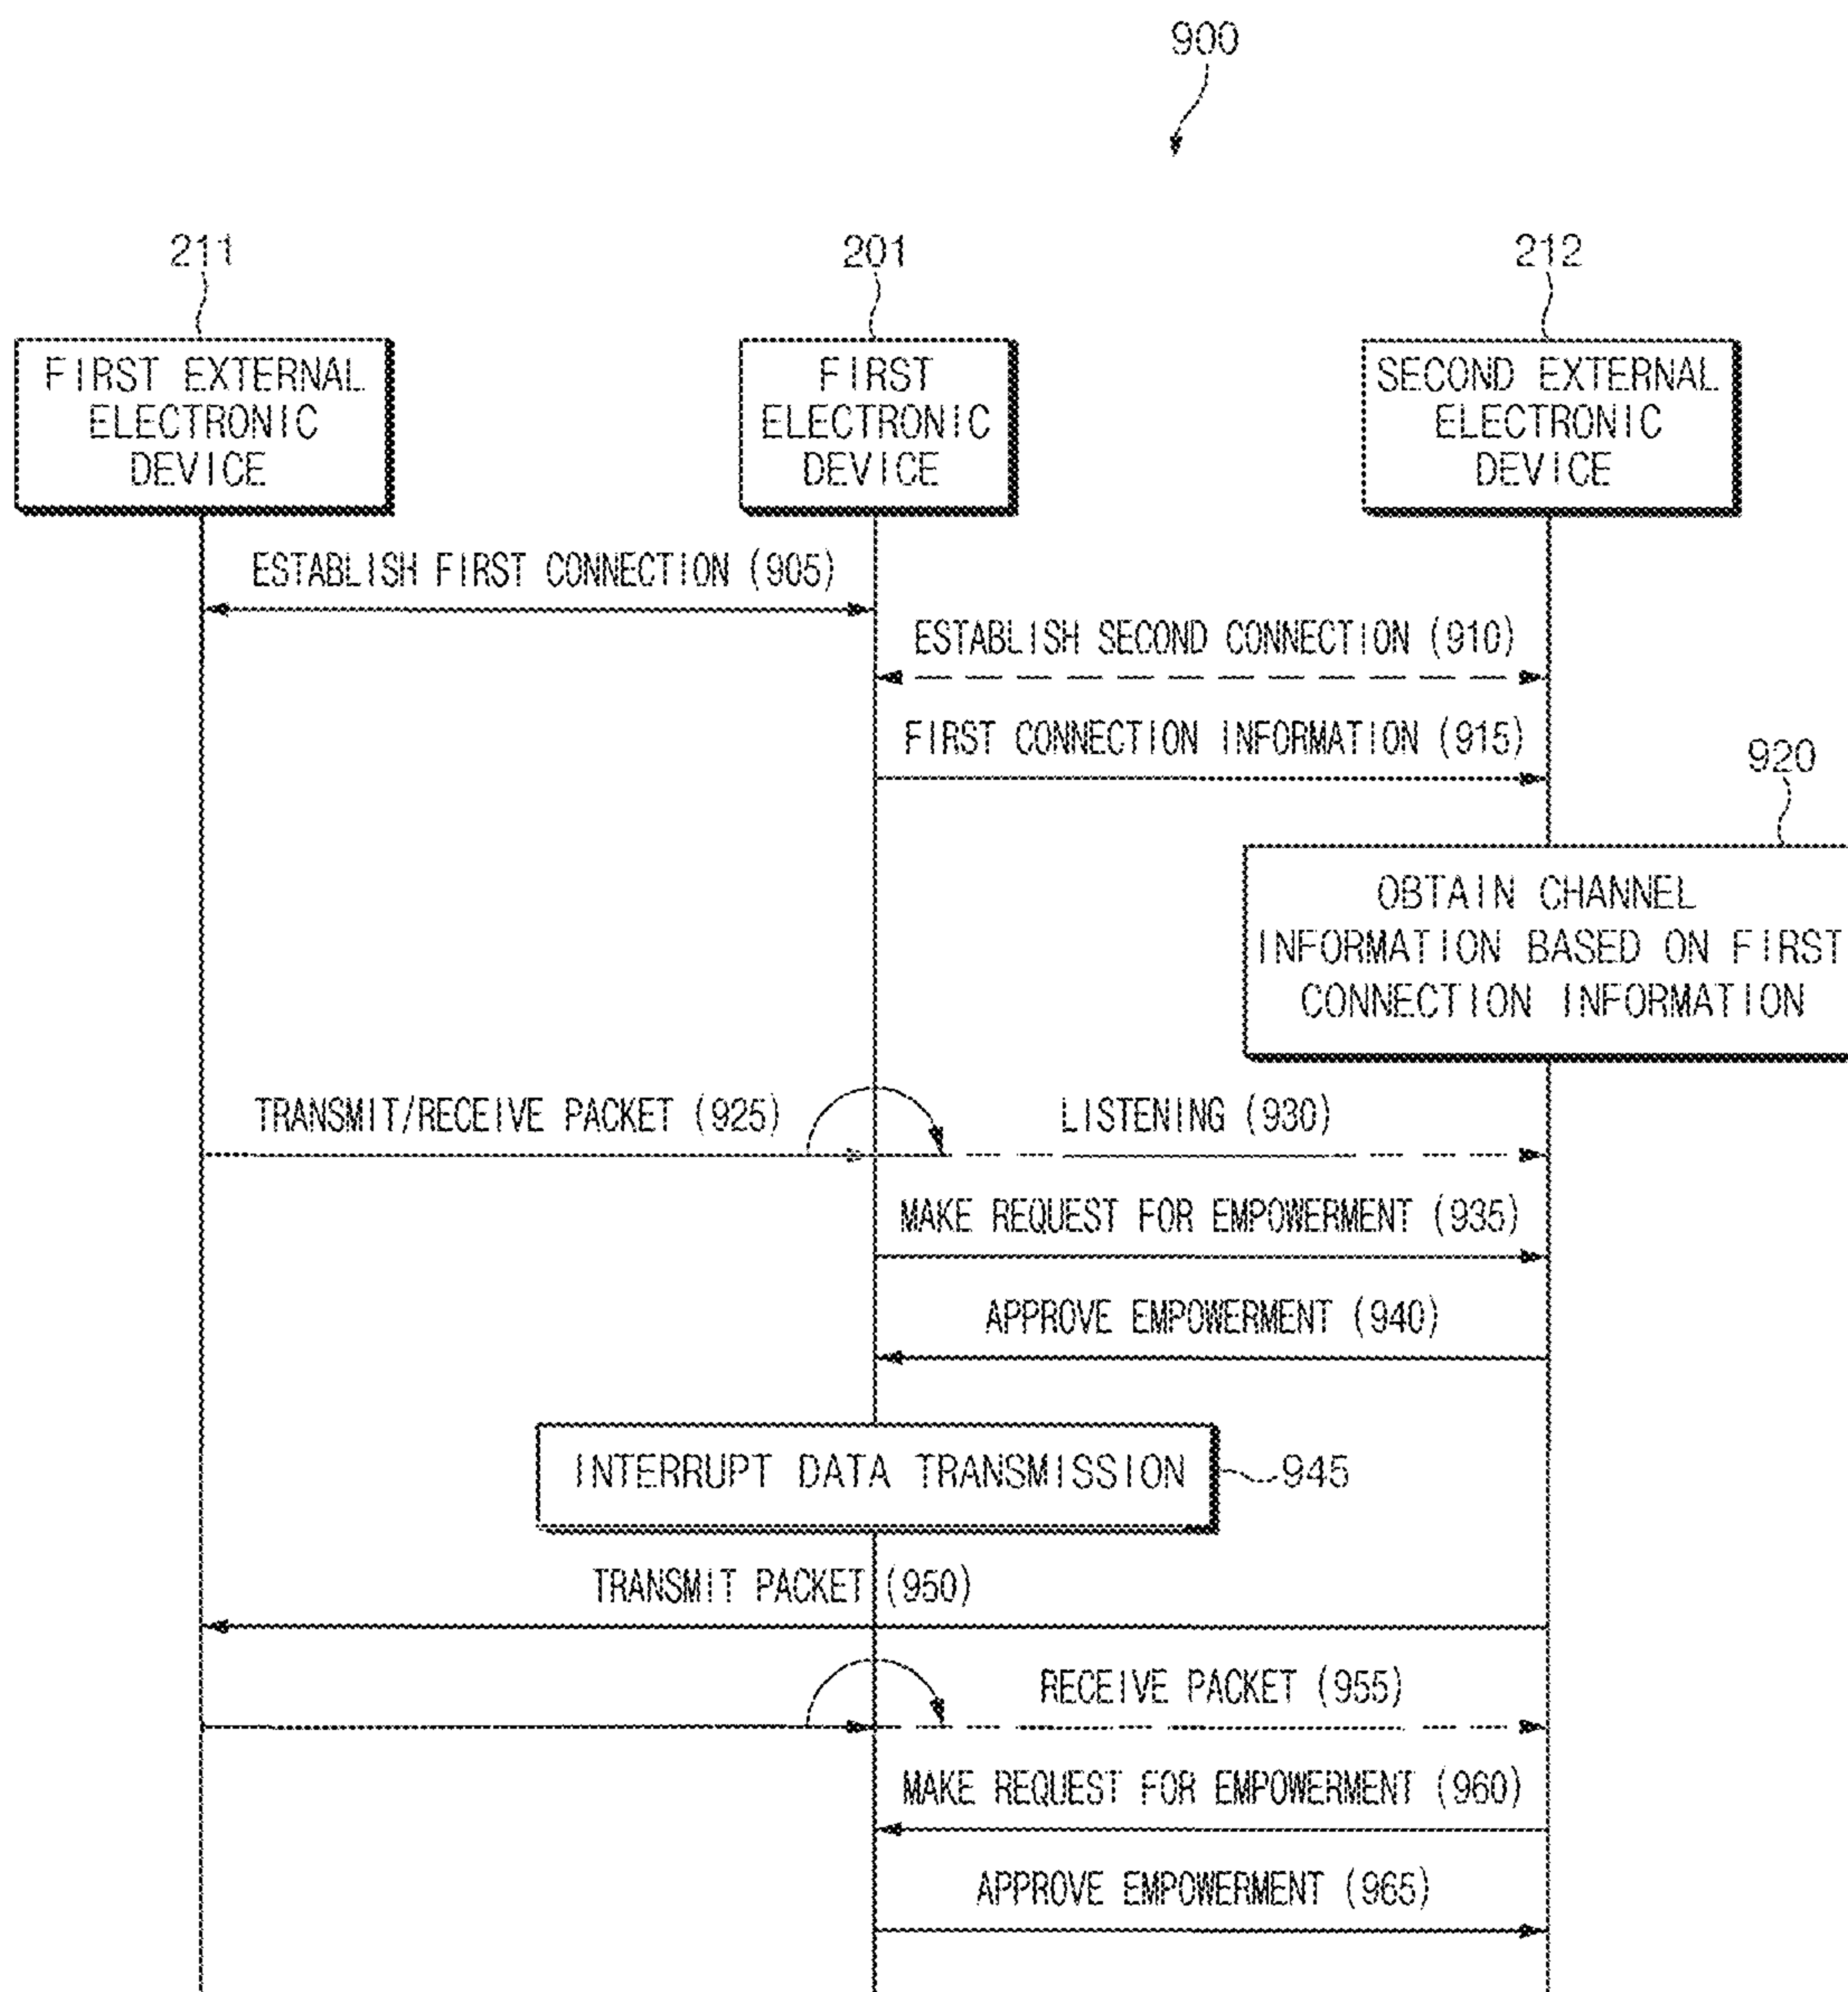 900
211
201
212
FIRST EXTERNAL
ELECTRONIC
DEVICE
FIRST
ELECTRONIC
DEVICE
SECOND EXTERNAL
ELECTRONIC
DEVICE
ESTABLISH FIRST CONNECTION (905)
ESTABLISH SECOND CONNECTION (910)
FIRST CONNECTION INFORMATION (915)
920
OBTAIN CHANNEL
INFORMATION BASED ON FIRST
CONNECTION INFORMATION
TRANSMIT/RECEIVE PACKET (925)
LISTENING (930)
MAKE REQUEST FOR EMPOWERMENT (935)
APPROVE EMPOWERMENT (940)
INTERRUPT DATA TRANSMISSION
945
TRANSMIT PACKET (950)
RECEIVE PACKET (955)
MAKE REQUEST FOR EMPOWERMENT (960)
APPROVE EMPOWERMENT (965)